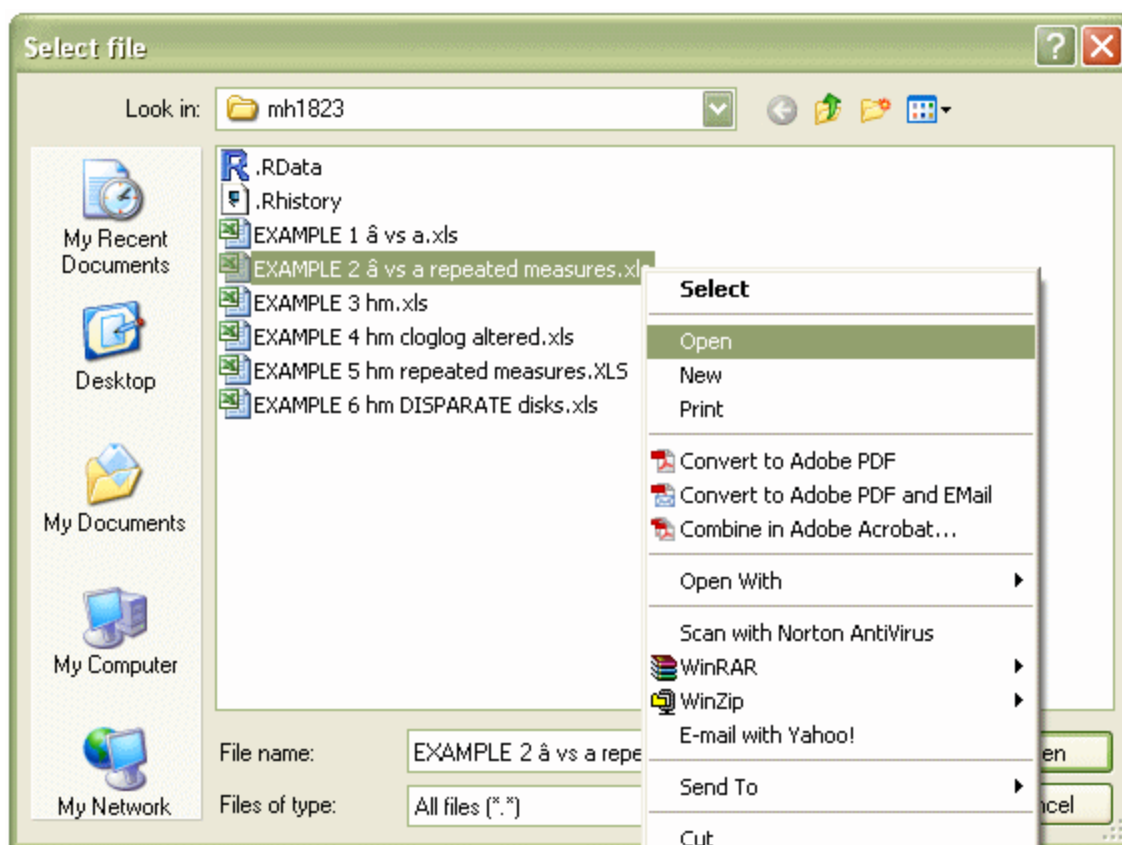 Select file
Look in:
mh1823
My Recent
Documents
Desktop
My Documents
My Computer
My Network
.RData
.Rhistory
EXAMPLE 1 â vs a.xls
EXAMPLE 2 â vs a repeated measures.xls
EXAMPLE 3 hm.xls
EXAMPLE 4 hm cloglog altered.xls
EXAMPLE 5 hm repeated measures.XLS
EXAMPLE 6 hm DISPARATE disks.xls
Select
Open
New
Print
Convert to Adobe PDF
Convert to Adobe PDF and EMail
Combine in Adobe Acrobat...
Open With
Scan with Norton AntiVirus
WinRAR
WinZip
E-mail with Yahoo!
Send To
Cut
File name:
EXAMPLE 2 â vs a repe
en
Files of type:
All files (*.*)
ncel